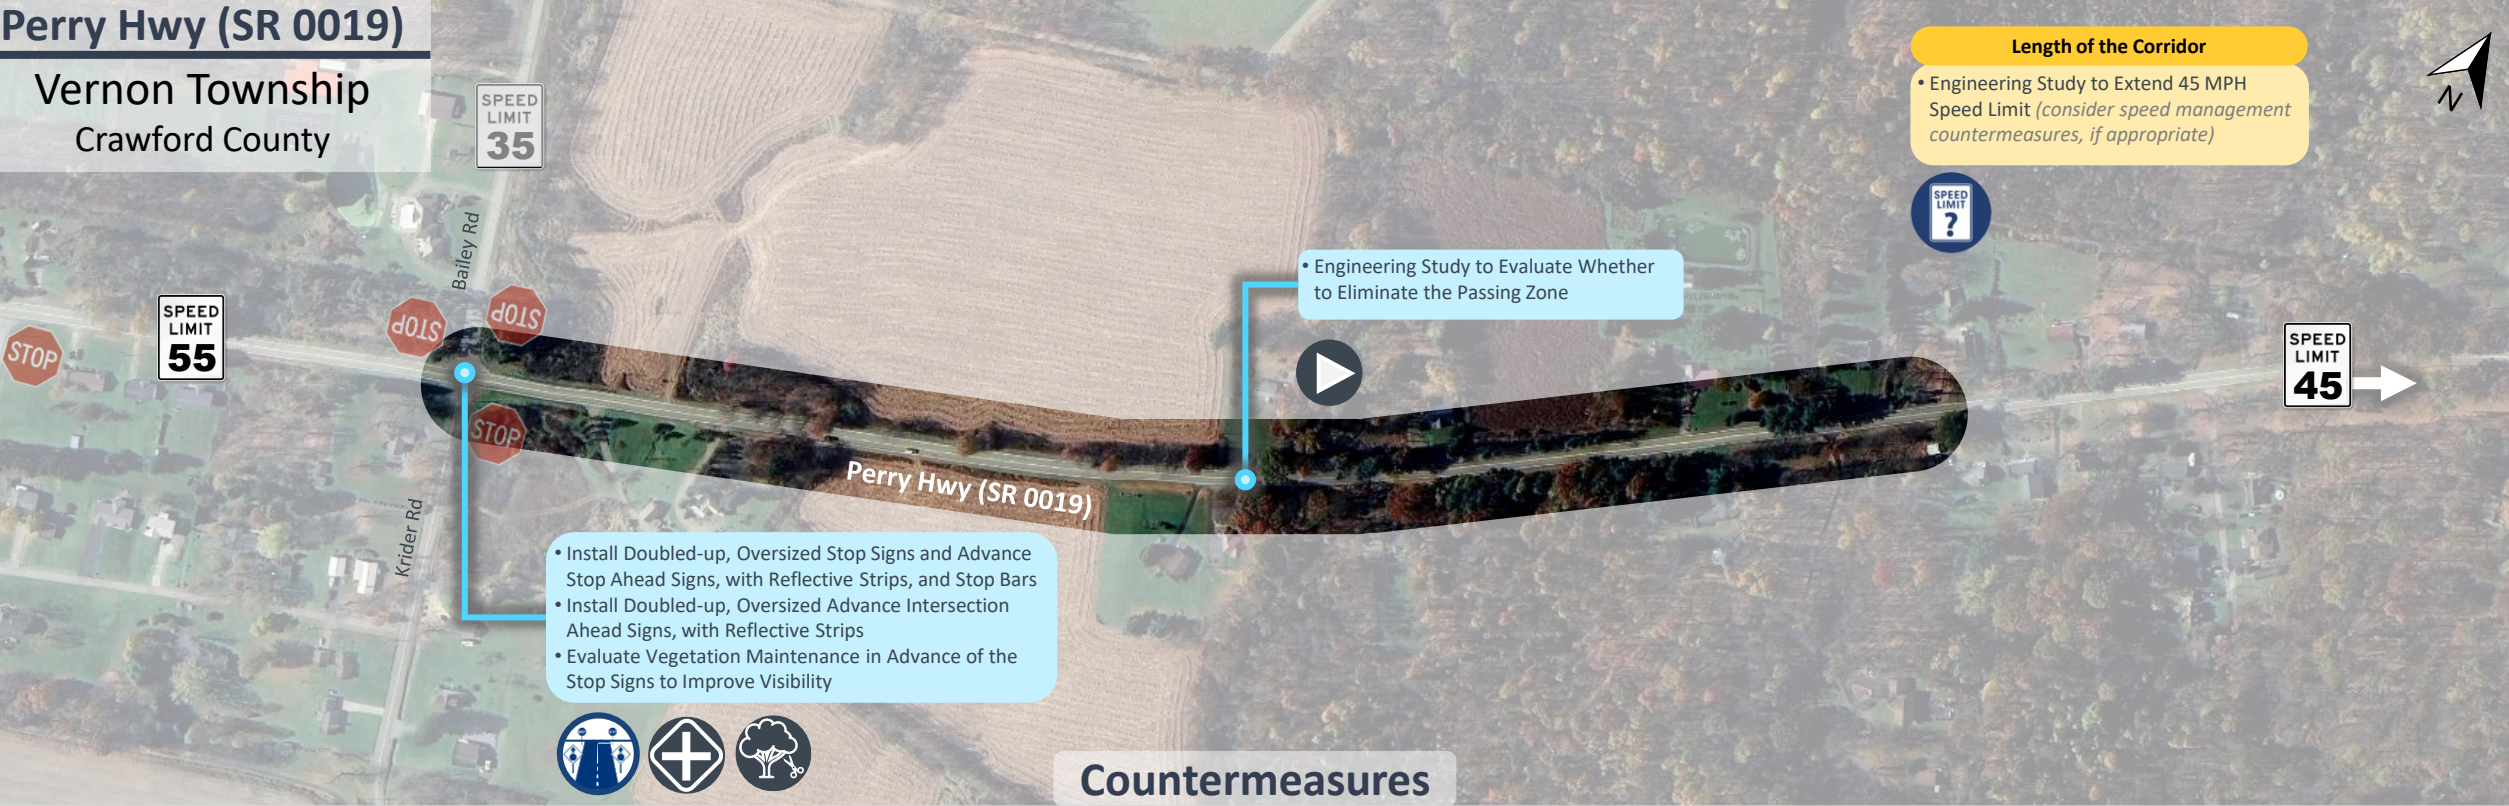 Perry Hwy (SR 0019)
Vernon Township
Crawford County
SPEED
LIMIT
35
Length of the Corridor
• Engineering Study to Extend 45 MPH
Speed Limit (consider speed management
countermeasures, if appropriate)
N
SPEED
LIMIT
?
Bailey Rd
• Engineering Study to Evaluate Whether
to Eliminate the Passing Zone
SPEED
LIMIT
55
STOP
STOP
STOP
STOP
SPEED
LIMIT
45
Perry Hwy (SR 0019)
Krider Rd
• Install Doubled-up, Oversized Stop Signs and Advance
Stop Ahead Signs, with Reflective Strips, and Stop Bars
• Install Doubled-up, Oversized Advance Intersection
Ahead Signs, with Reflective Strips
• Evaluate Vegetation Maintenance in Advance of the
Stop Signs to Improve Visibility
Countermeasures